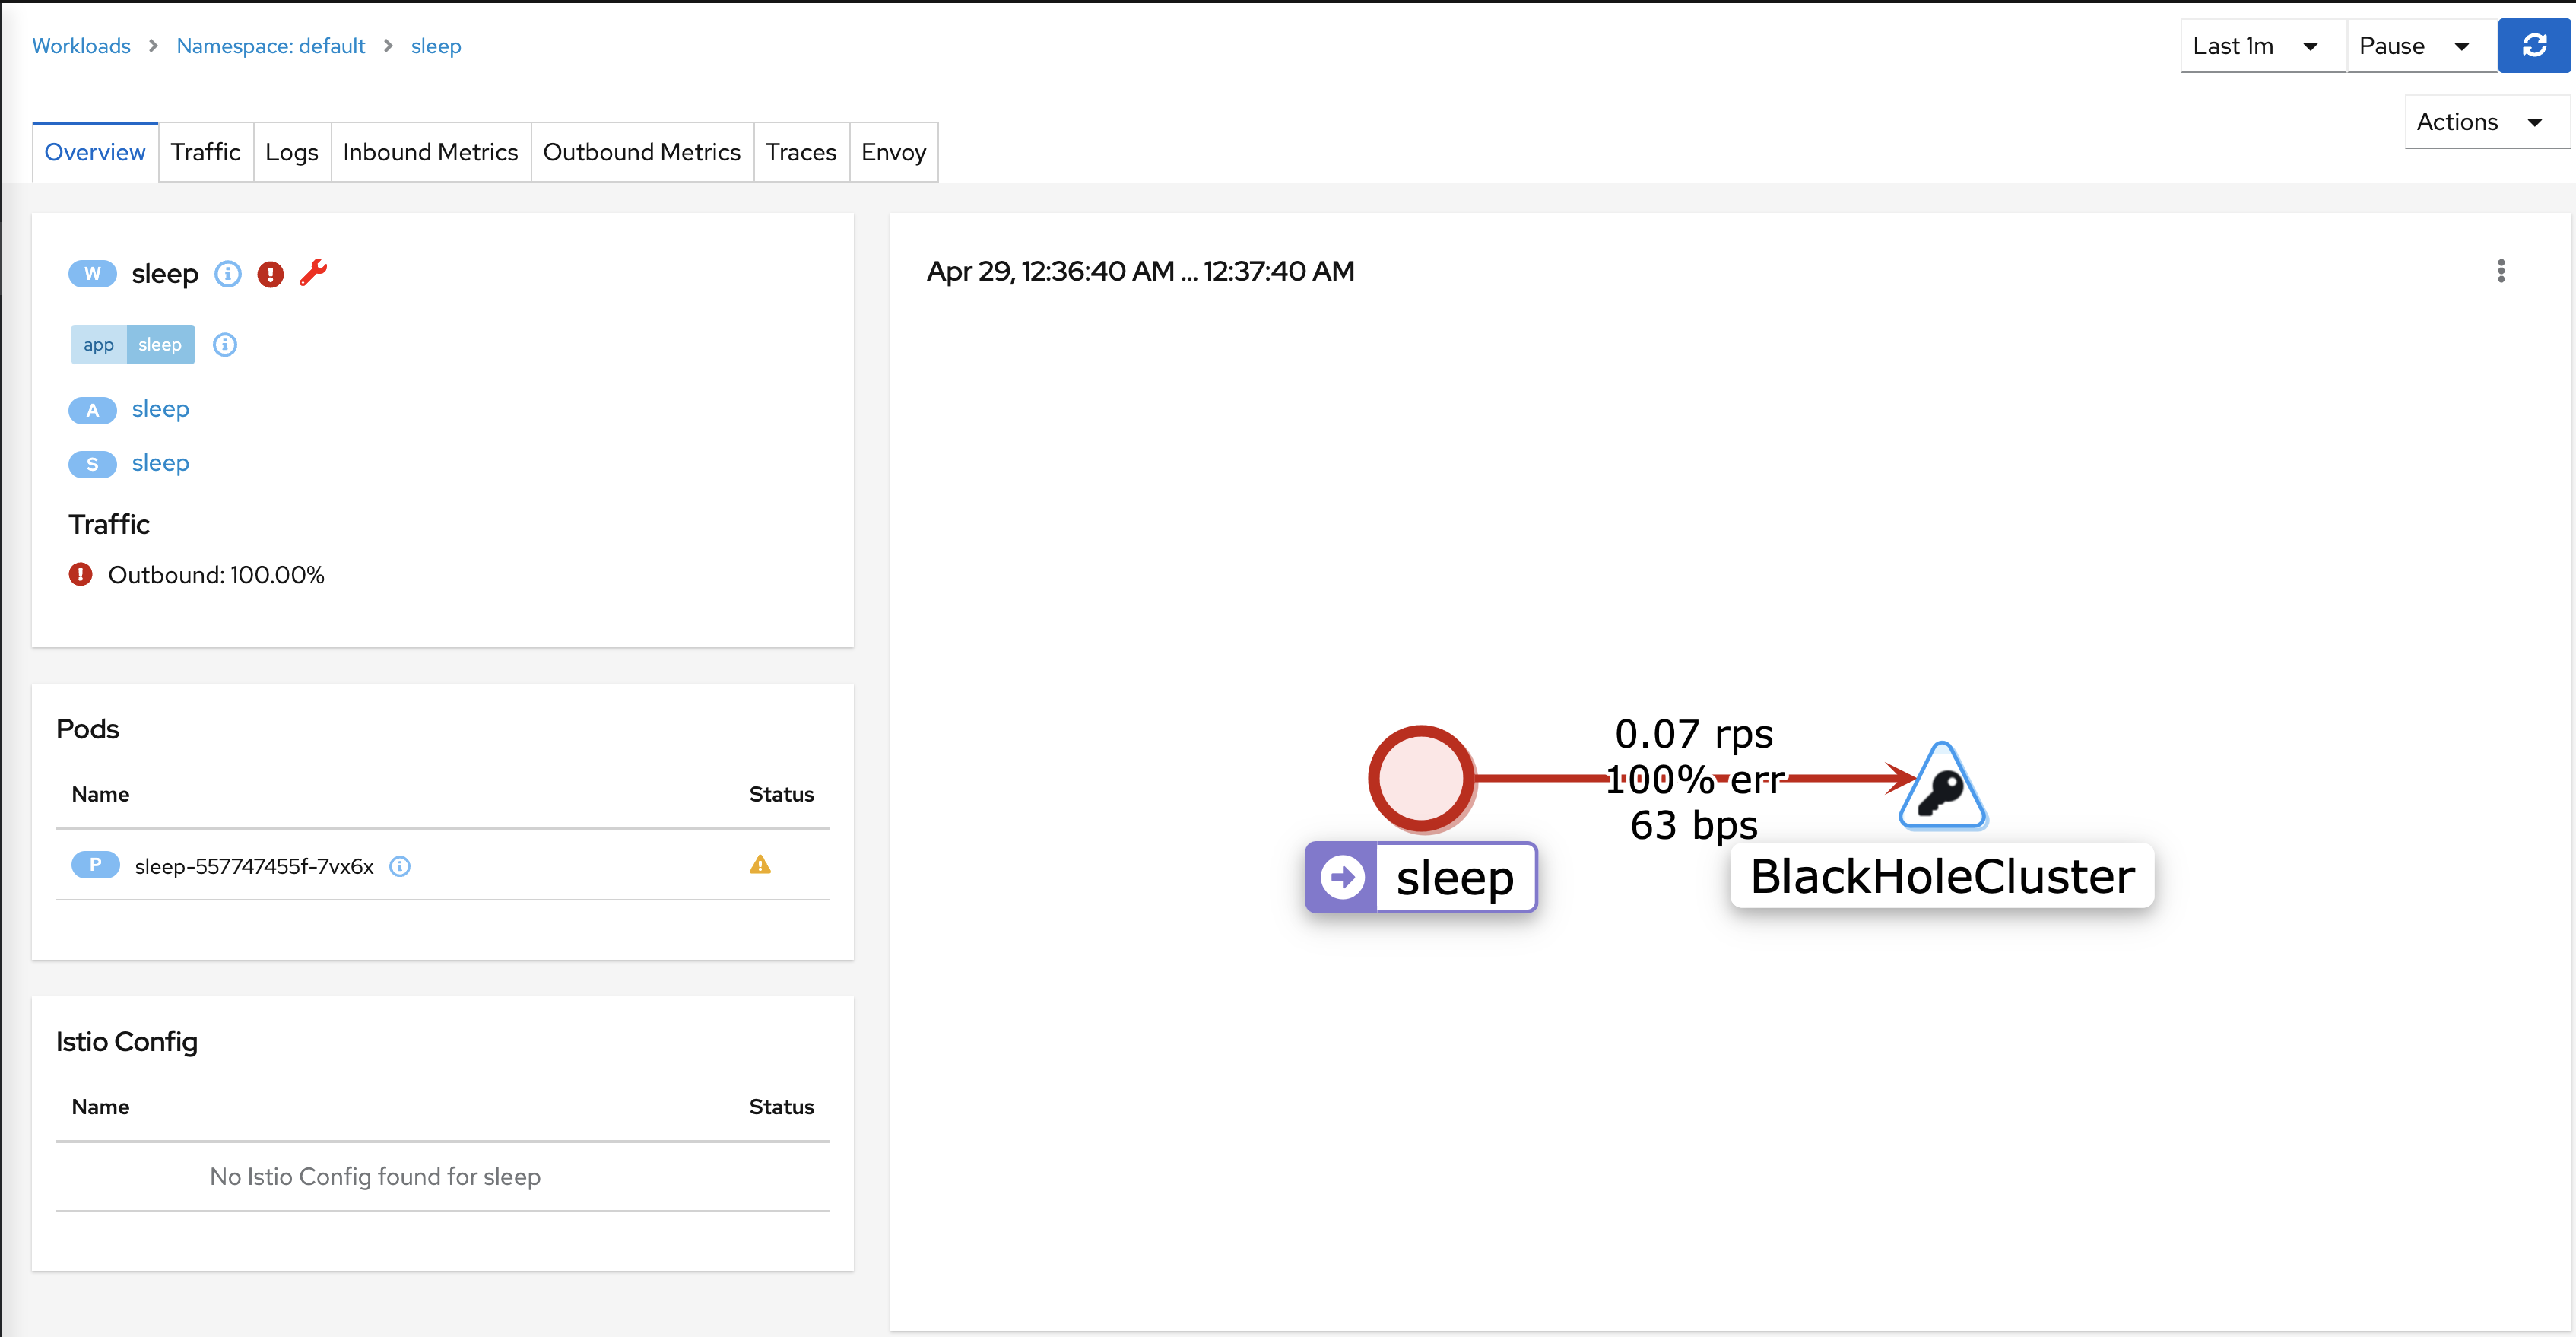 Workloads > Namespace: default > sleep
Last 1m
Pause
Actions
Overview Traffic Logs Inbound Metrics Outbound Metrics Traces Envoy
W sleep
app sleep
A sleep
S sleep
Traffic
Outbound: 100.00%
Pods
Name Status
P sleep-557747455f-7vx6x
Istio Config
Name Status
No Istio Config found for sleep
Apr 29, 12:36:40 AM ... 12:37:40 AM
0.07 rps
100% err
63 bps
sleep
BlackHoleCluster